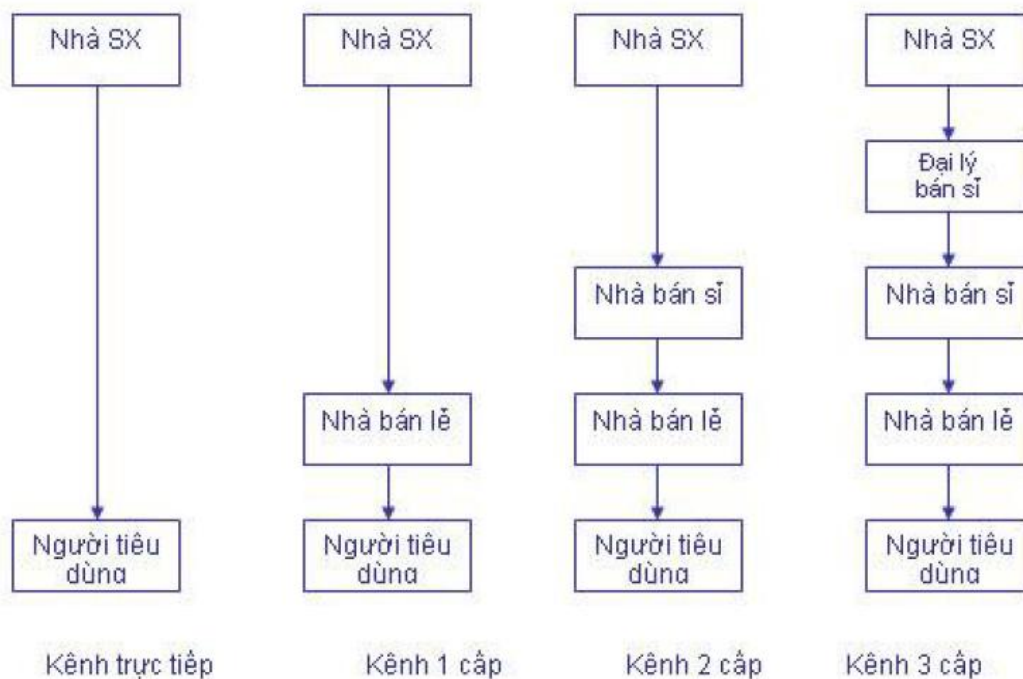 Nhà SX
Nhà SX
Nhà SX
Nhà SX
Đại lý
bán sỉ
Nhà bán sỉ
Nhà bán sỉ
Nhà bán lẻ
Nhà bán lẻ
Nhà bán lẻ
Người tiêu
dùng
Người tiêu
dùng
Người tiêu
dùng
Người tiêu
dùng
Kênh trực tiếp
Kênh 1 cấp
Kênh 2 cấp
Kênh 3 cấp